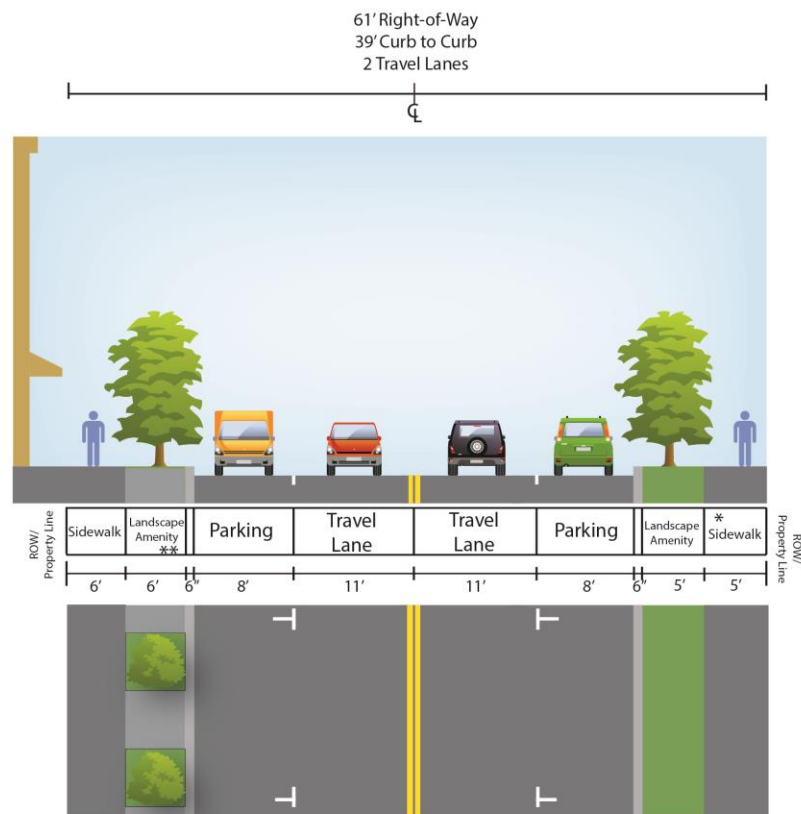 61' Right-of-Way
39' Curb to Curb
2 Travel Lanes
℄
ROW/
Property Line
Sidewalk
Landscape
Amenity
**
Parking
Travel
Lane
Travel
Lane
Parking
Landscape
Amenity
*
Sidewalk
ROW/
Property Line
6' 6' 6" 8' 11' 11' 8' 6" 5' 5'